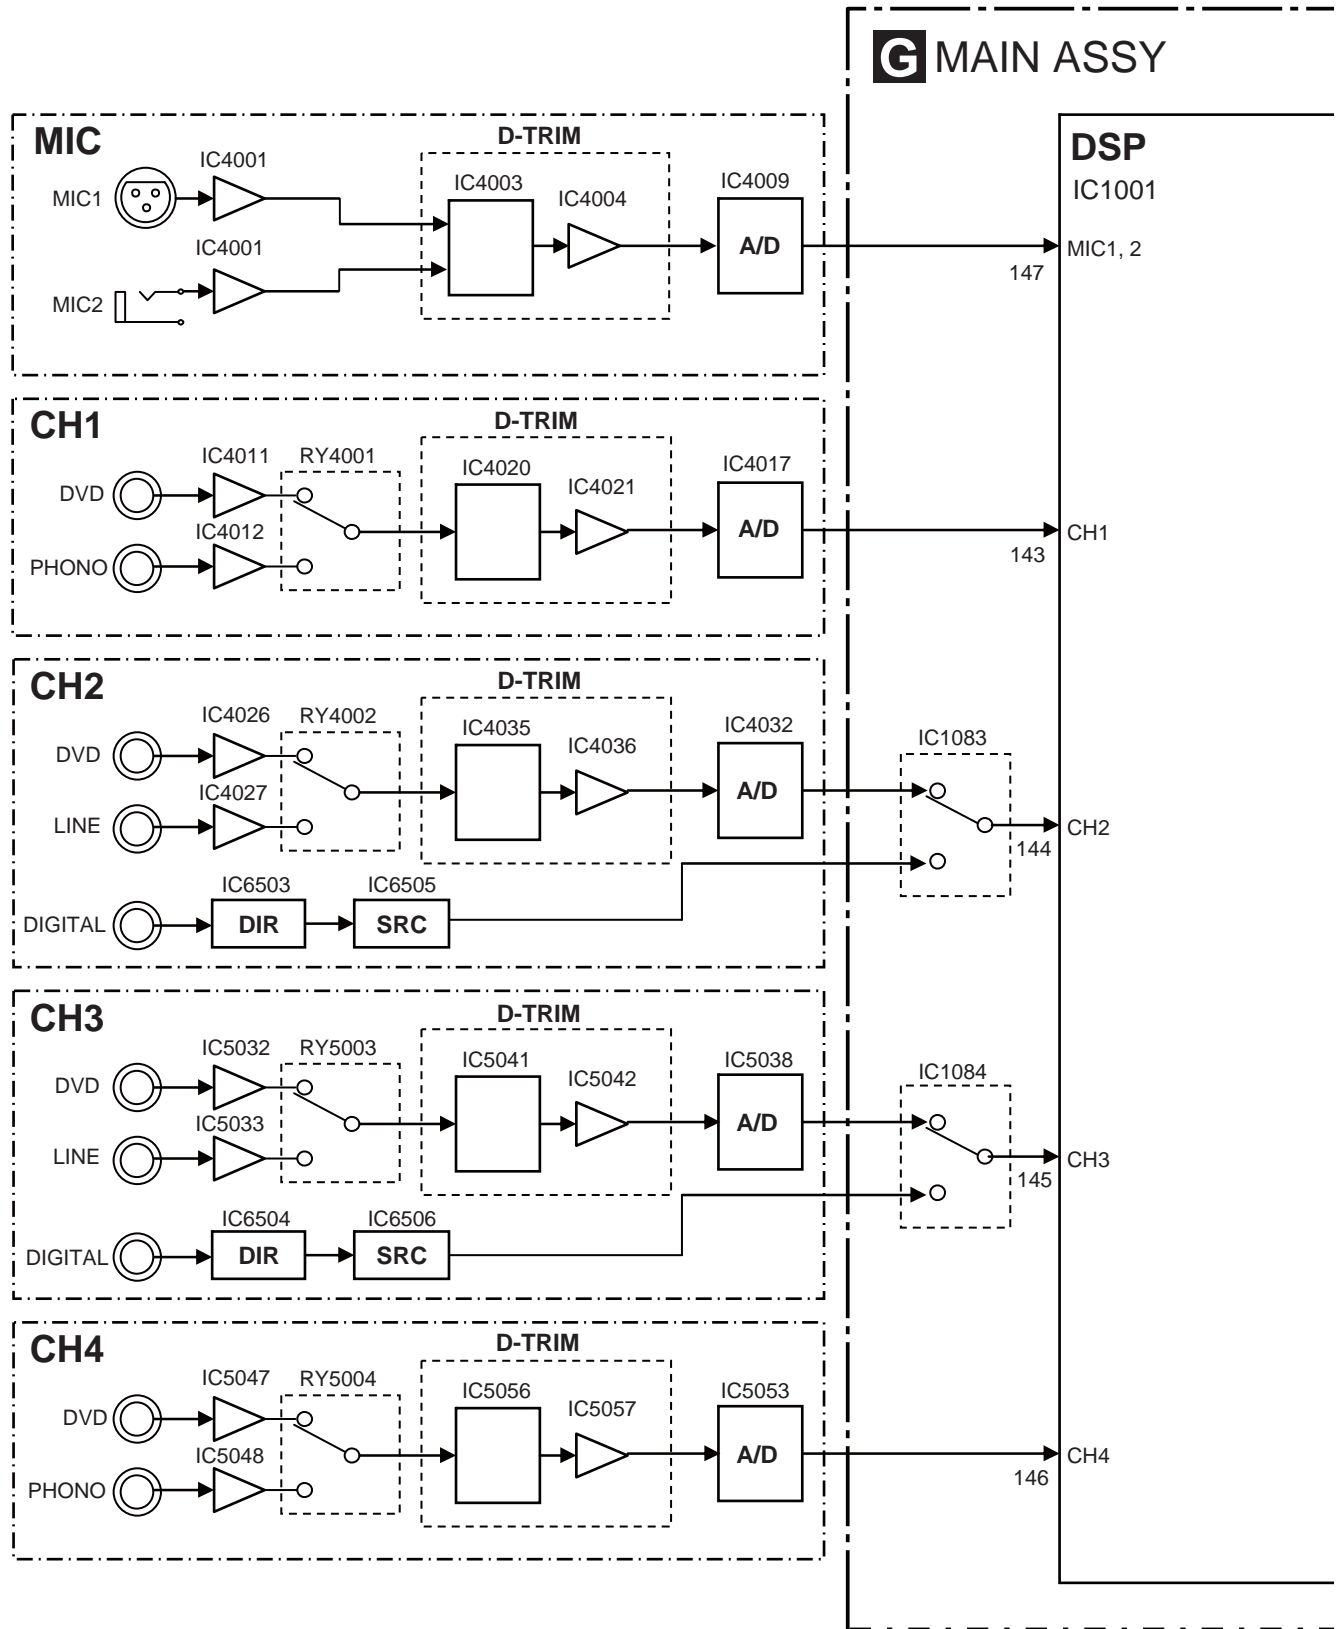 G MAIN ASSY
MIC
D-TRIM
DSP
IC4001
IC4003
IC4004
IC4009
IC1001
MIC1
IC4001
A/D
MIC1, 2
147
MIC2
CH1
D-TRIM
IC4011
RY4001
IC4020
IC4021
IC4017
DVD
IC4012
A/D
CH1
143
PHONO
CH2
D-TRIM
IC4026
RY4002
IC4035
IC4036
IC4032
IC1083
DVD
IC4027
A/D
LINE
CH2
144
IC6503
IC6505
DIGITAL
DIR
SRC
CH3
D-TRIM
IC5032
RY5003
IC5041
IC5042
IC5038
IC1084
DVD
IC5033
A/D
LINE
CH3
145
IC6504
IC6506
DIGITAL
DIR
SRC
CH4
D-TRIM
IC5047
RY5004
IC5056
IC5057
IC5053
DVD
IC5048
A/D
CH4
146
PHONO